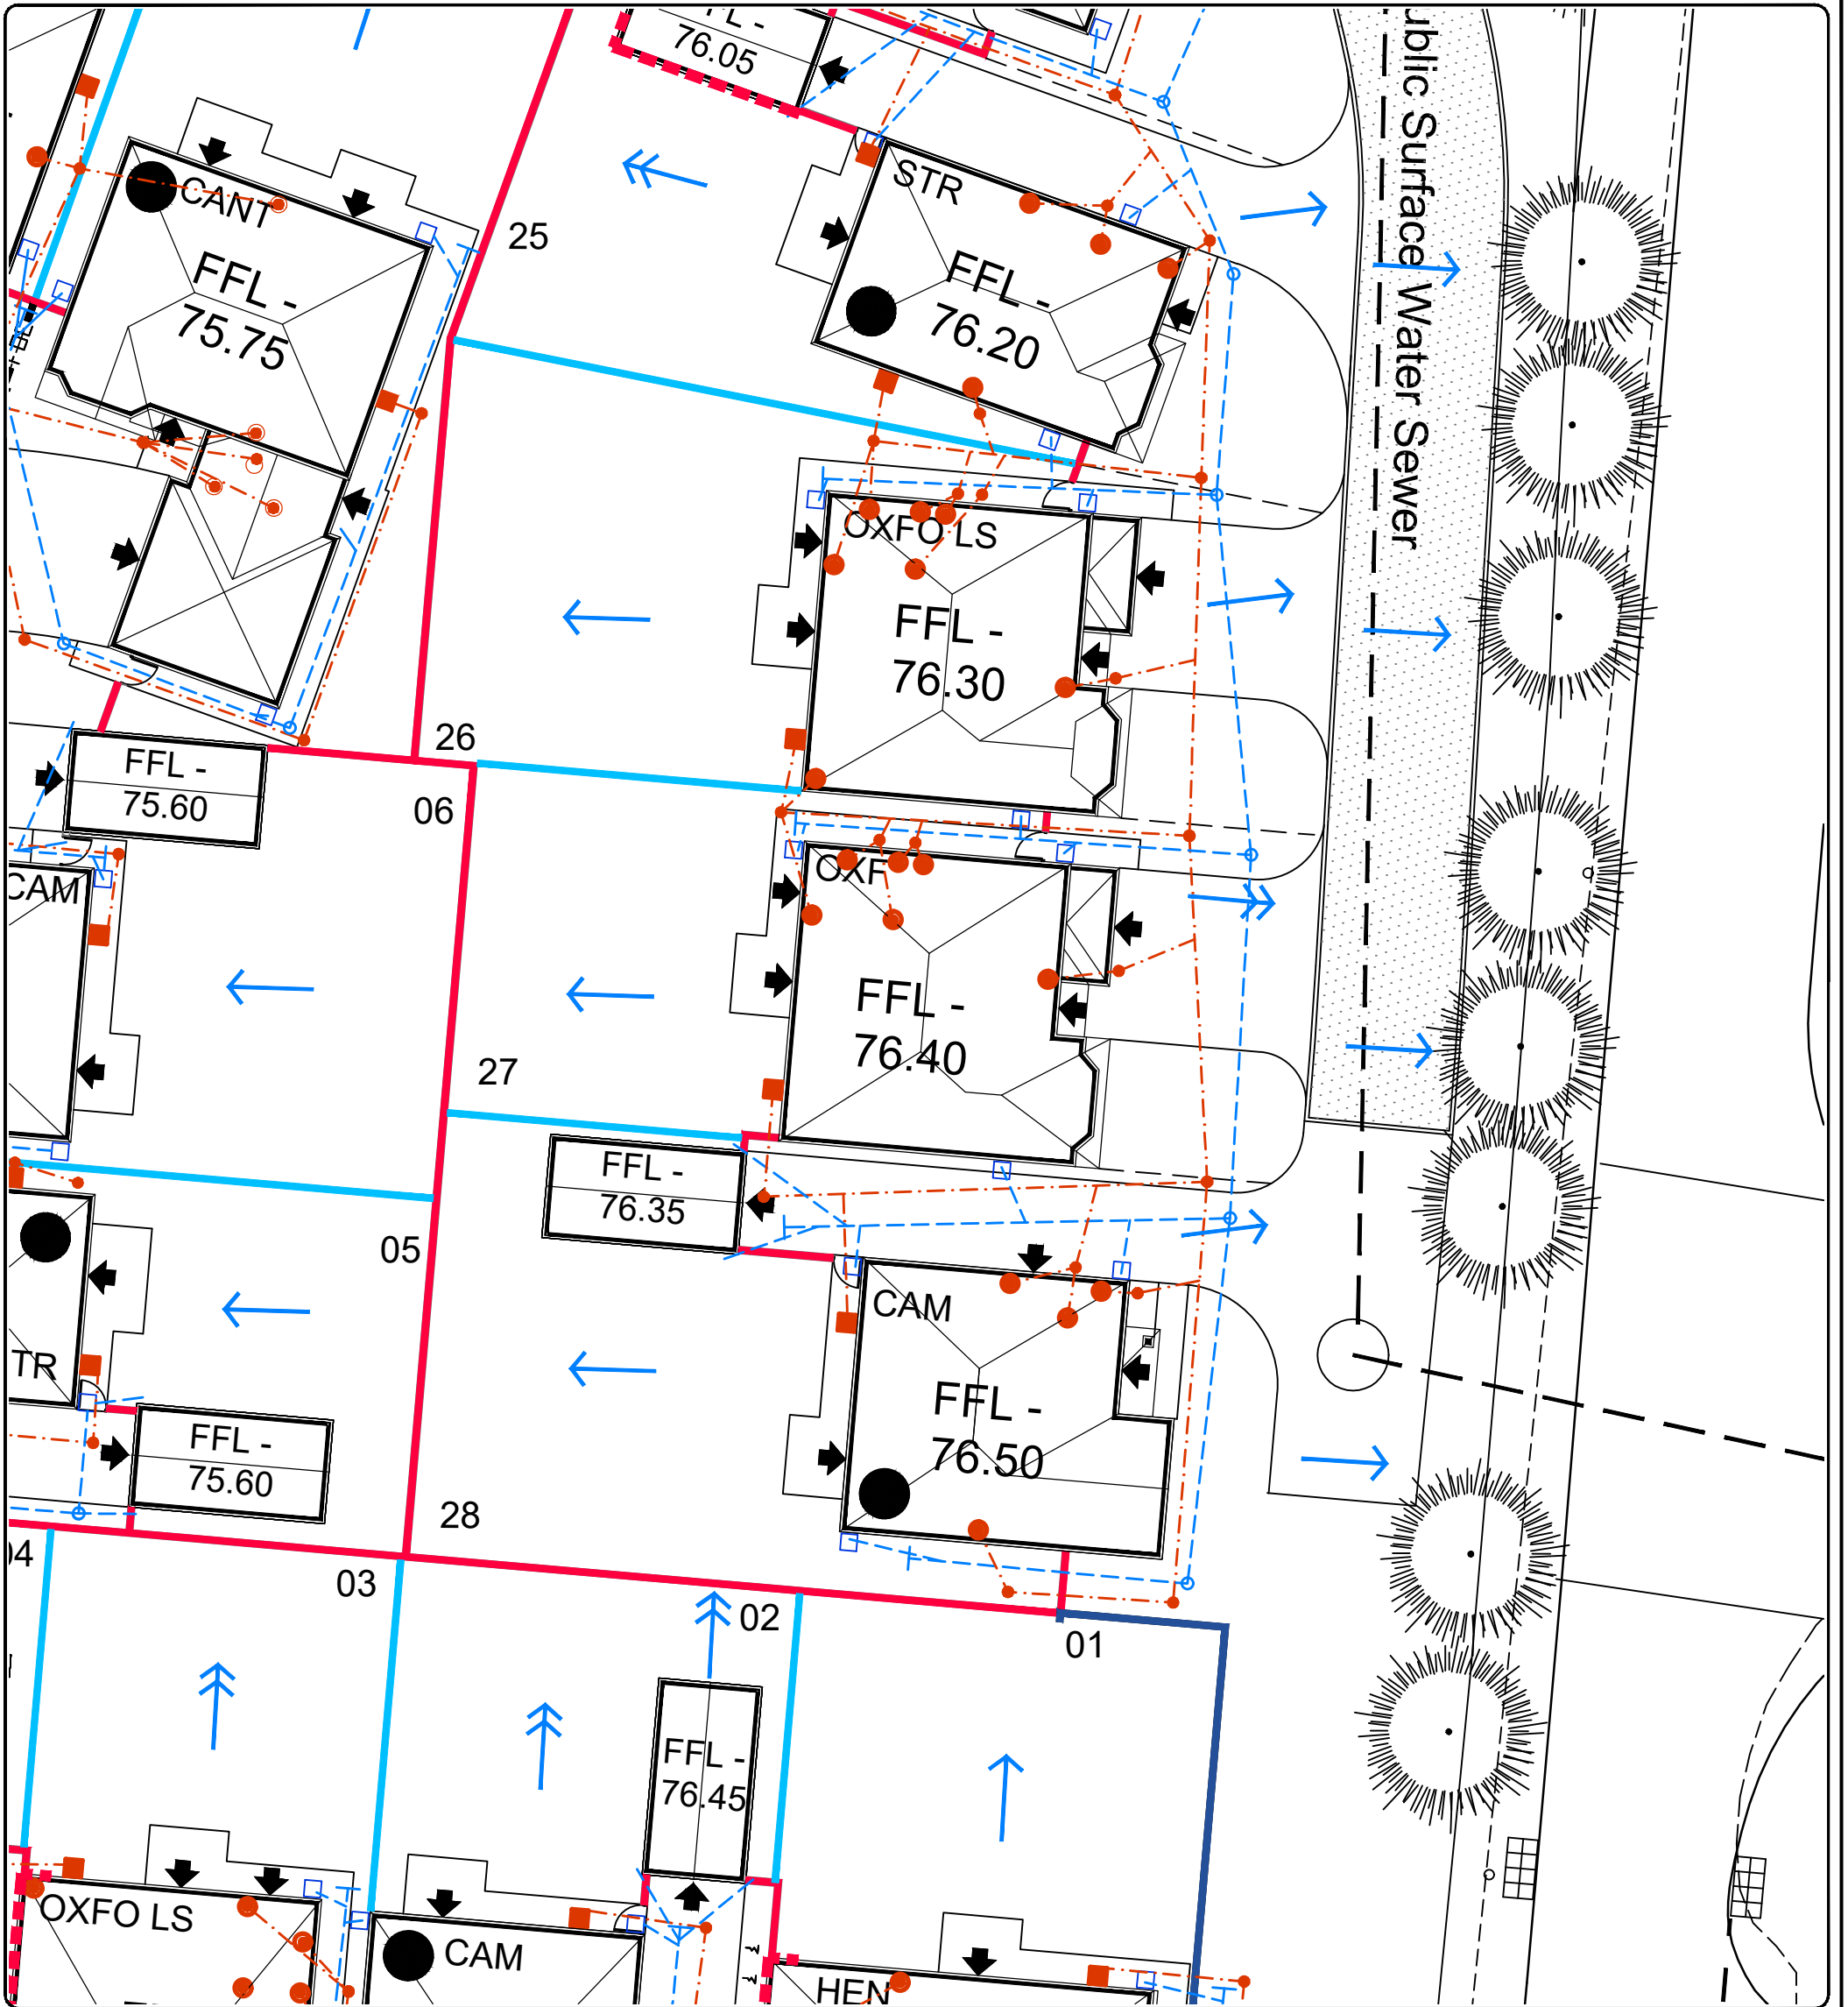 76.05
ublic Surface Water Sewer
STR
CANT
25
FFL -
75.75
FFL -
76.20
OXFO LS
FFL -
76.30
26
FFL -
75.60
06
OXF
CAM
FFL -
76.40
27
FFL -
76.35
05
CAM
TR
FFL -
76.50
FFL -
75.60
28
04
03
02
01
FFL -
76.45
OXFO LS
CAM
HEN